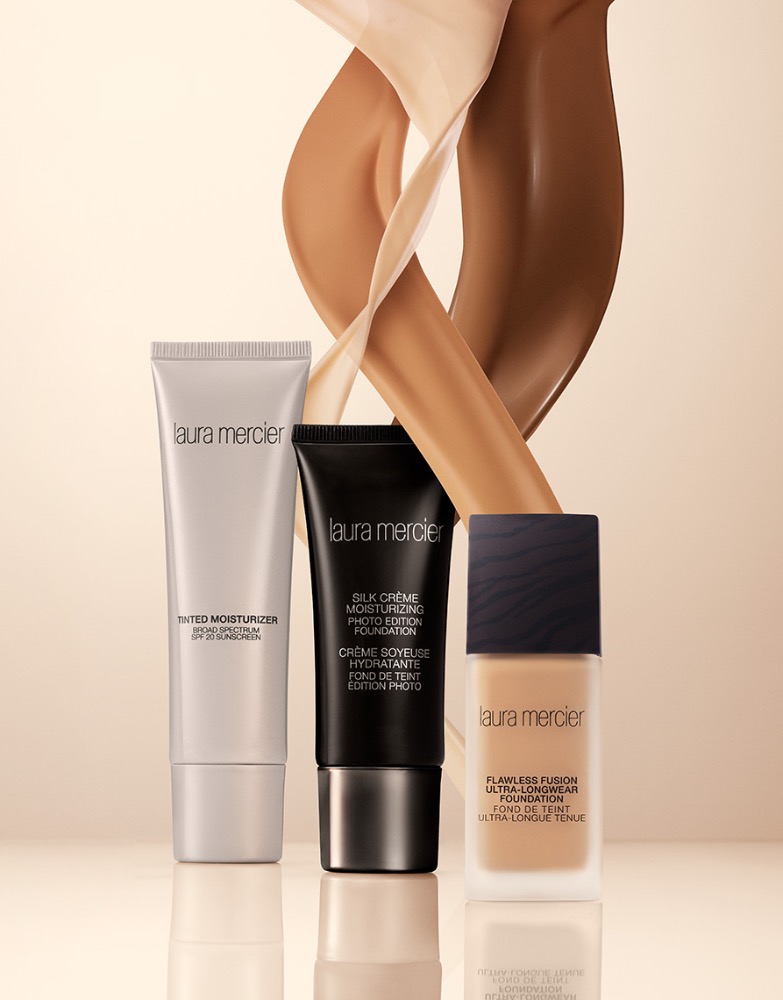 laura mercier
TINTED MOISTURIZER
BROAD SPECTRUM
SPF 20 SUNSCREEN
laura mercier
SILK CRÈME
MOISTURIZING
PHOTO EDITION
FOUNDATION
CRÈME SOYEUSE
HYDRATANTE
FOND DE TEINT
ÉDITION PHOTO
laura mercier
FLAWLESS FUSION
ULTRA-LONGWEAR
FOUNDATION
FOND DE TEINT
ULTRA-LONGUE TENUE